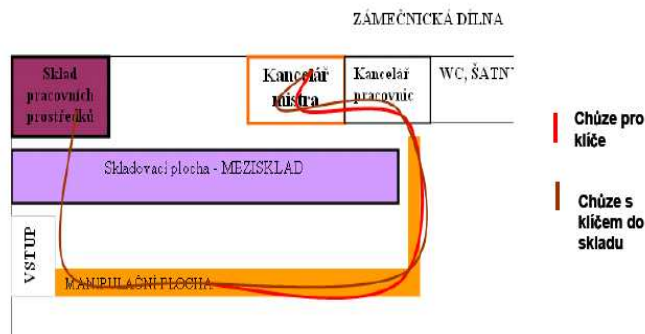 ZÁMEČNICKÁ DÍLNA
Sklad
pracovních
prostředků
Kancelář
mistra
Kancelář
pracovnic
WC, ŠATN
Skladovací plocha - MEZISKLAD
VSTUP
MANIPULAČNÍ PLOCHA
Chůze pro
klíče
Chůze s
klíčem do
skladu